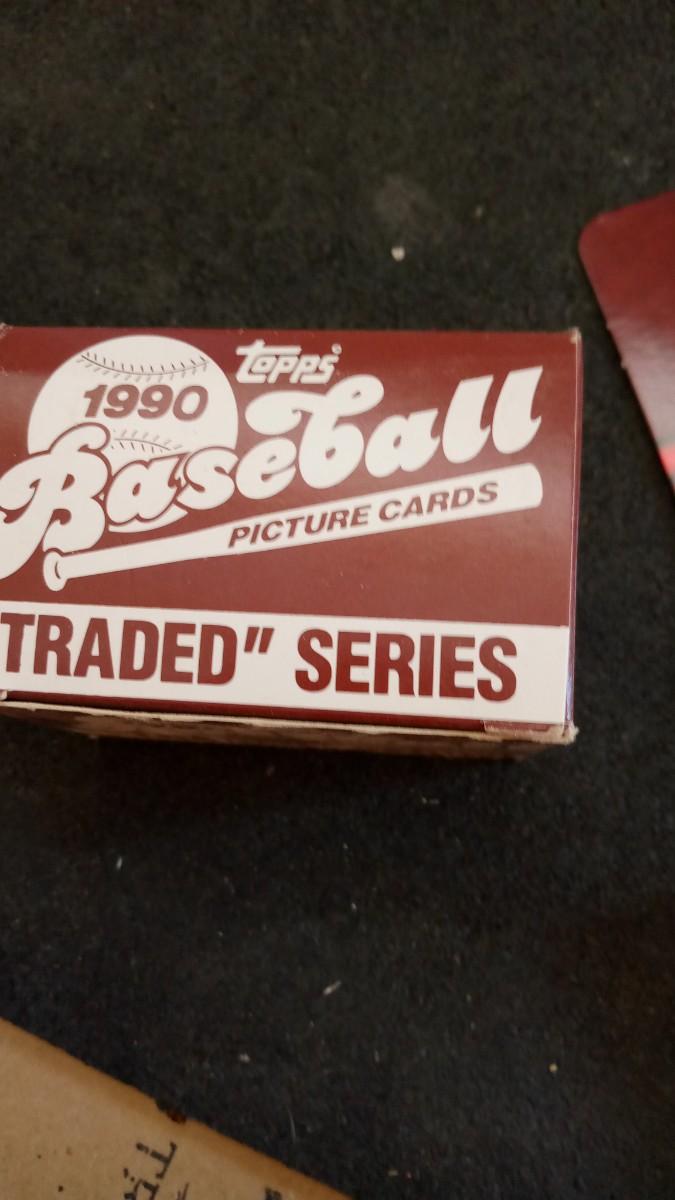 topps
1990
Baseball
PICTURE CARDS
TRADED" SERIES